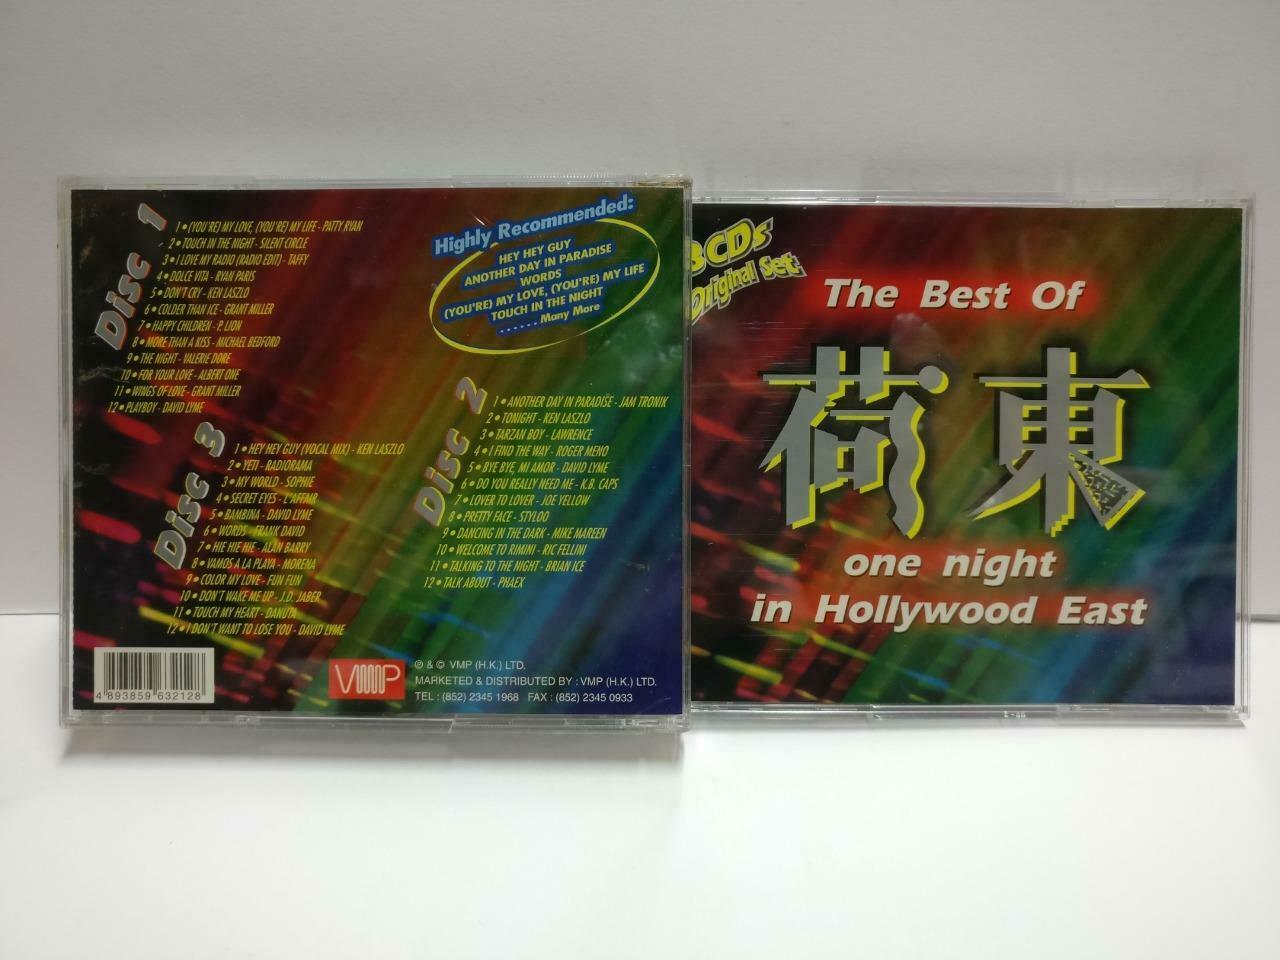 Disc 1
1 • (YOU'RE) MY LOVE, (YOU'RE) MY LIFE - PATTY RYAN
2 • TOUCH IN THE NIGHT - SILENT CIRCLE
3 • I LOVE MY RADIO (RADIO EDIT) - TAFFY
4 • DOLCE VITA - RYAN PARIS
5 • DON'T CRY - KEN LASZLO
6 • COLDER THAN ICE - GRANT MILLER
7 • HAPPY CHILDREN - P. LION
8 • MORE THAN A KISS - MICHAEL BEDFORD
9 • THE NIGHT - VALERIE DORE
10 • FOR YOUR LOVE - ALBERT ONE
11 • WINGS OF LOVE - GRANT MILLER
12 • PLAYBOY - DAVID LYME
Highly Recommended:
HEY HEY GUY
ANOTHER DAY IN PARADISE
WORDS
(YOU'RE) MY LOVE, (YOU'RE) MY LIFE
TOUCH IN THE NIGHT
. . . . . . Many More
Disc 2
1 • ANOTHER DAY IN PARADISE - JAM TRONIK
2 • TONIGHT - KEN LASZLO
3 • TARZAN BOY - LAWRENCE
4 • I FIND THE WAY - ROGER MENO
5 • BYE BYE, MI AMOR - DAVID LYME
6 • DO YOU REALLY NEED ME - K.B. CAPS
7 • LOVER TO LOVER - JOE YELLOW
8 • PRETTY FACE - STYLOO
9 • DANCING IN THE DARK - MIKE MAREEN
10 • WELCOME TO RIMINI - RIC FELLINI
11 • TALKING TO THE NIGHT - BRIAN ICE
12 • TALK ABOUT - PHAEX
Disc 3
1 • HEY HEY GUY (VOCAL MIX) - KEN LASZLO
2 • YETI - RADIORAMA
3 • MY WORLD - SOPHIE
4 • SECRET EYES - L'AFFAIR
5 • BAMBINA - DAVID LYME
6 • WORDS - FRANK DAVID
7 • HIE HIE HIE - ALAN BARRY
8 • VAMOS A LA PLAYA - MORENA
9 • COLOR MY LOVE - FUN FUN
10 • DON'T WAKE ME UP - J.D. JABER
11 • TOUCH MY HEART - DANUTA
12 • I DON'T WANT TO LOSE YOU - DAVID LYME
4 893859 632128
VMP
℗ & © VMP (H.K.) LTD.
MARKETED & DISTRIBUTED BY : VMP (H.K.) LTD.
TEL : (852) 2345 1968 FAX : (852) 2345 0933
3CDs
Original Set
The Best Of
荷東
one night
in Hollywood East